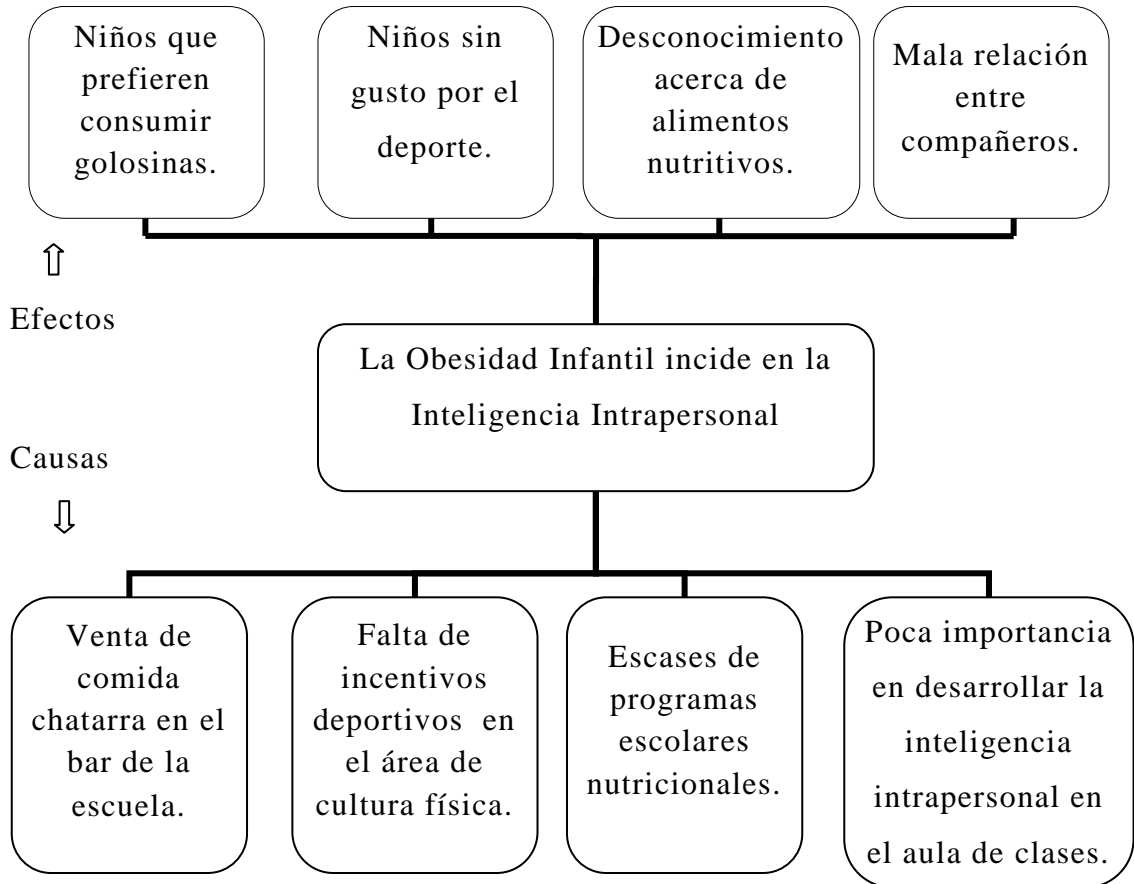 Niños que
prefieren
consumir
golosinas.
Niños sin
gusto por el
deporte.
Desconocimiento
acerca de
alimentos
nutritivos.
Mala relación
entre
compañeros.
⇧
Efectos
La Obesidad Infantil incide en la
Inteligencia Intrapersonal
Causas
⇩
Venta de
comida
chatarra en el
bar de la
escuela.
Falta de
incentivos
deportivos en
el área de
cultura física.
Escases de
programas
escolares
nutricionales.
Poca importancia
en desarrollar la
inteligencia
intrapersonal en
el aula de clases.